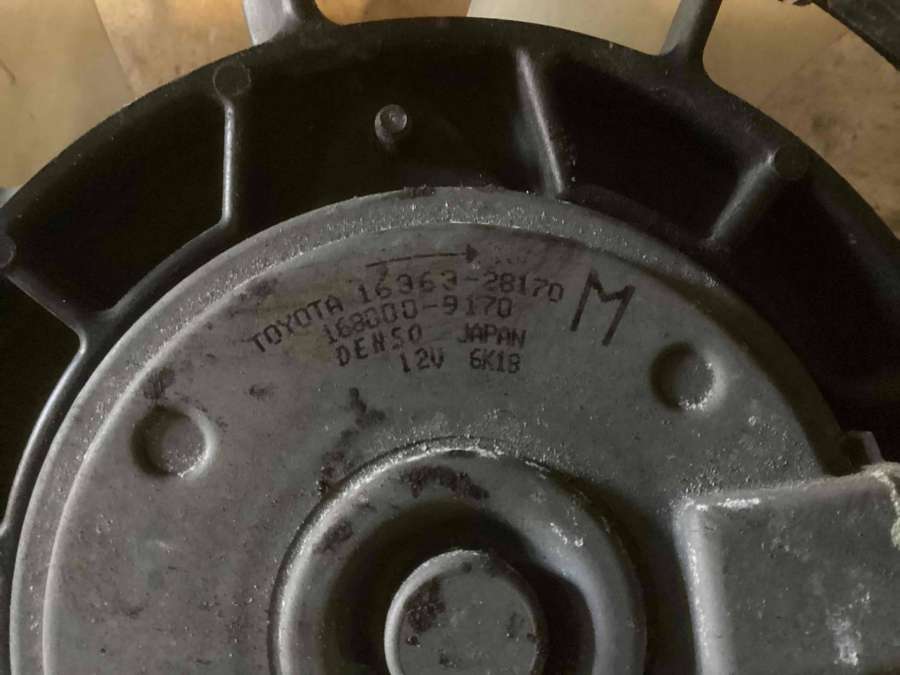 TOYOTA 16363-28170
168000-9170
DENSO JAPAN
12V 6K18
M